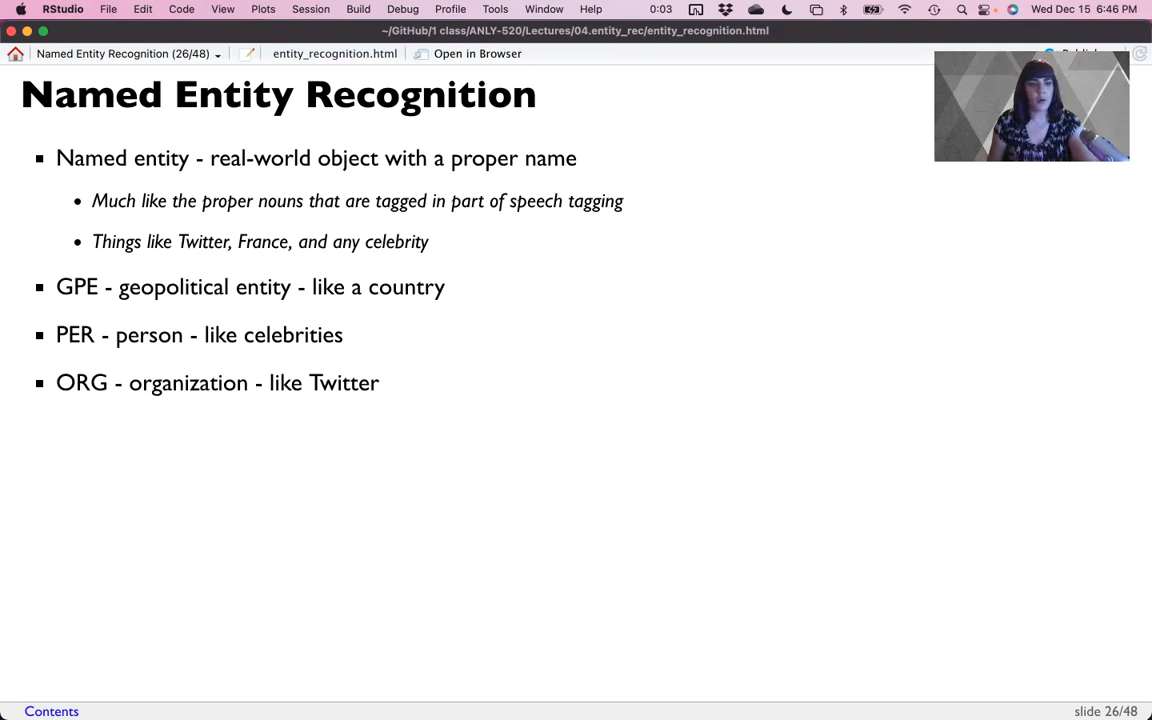 RStudio File Edit Code View Plots Session Build Debug Profile Tools Window Help 0:03 Wed Dec 15 6:46 PM
~/GitHub/1 class/ANLY-520/Lectures/04.entity_rec/entity_recognition.html
Named Entity Recognition (26/48) entity_recognition.html Open in Browser
Named Entity Recognition
Named entity - real-world object with a proper name
Much like the proper nouns that are tagged in part of speech tagging
Things like Twitter, France, and any celebrity
GPE - geopolitical entity - like a country
PER - person - like celebrities
ORG - organization - like Twitter
Contents slide 26/48